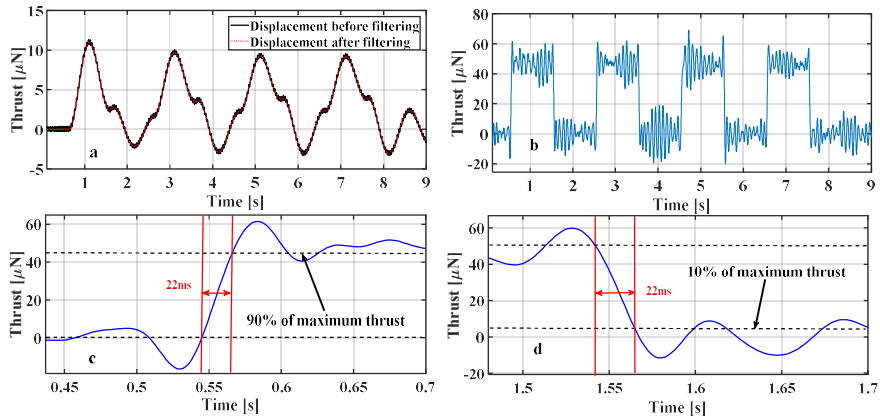 Displacement before filtering
Displacement after filtering
Thrust [μN]
15
10
5
0
5
a
1 2 3 4 5 6 7 8 9
Time [s]
Thrust [μN]
80
60
40
20
0
-20
b
1 2 3 4 5 6 7 8 9
Time [s]
Thrust [μN]
60
40
20
0
22ms
90% of maximum thrust
c
0.45 0.5 0.55 0.6 0.65 0.7
Time [s]
Thrust [μN]
60
40
20
0
-20
22ms
10% of maximum thrust
d
1.5 1.55 1.6 1.65 1.7
Time [s]